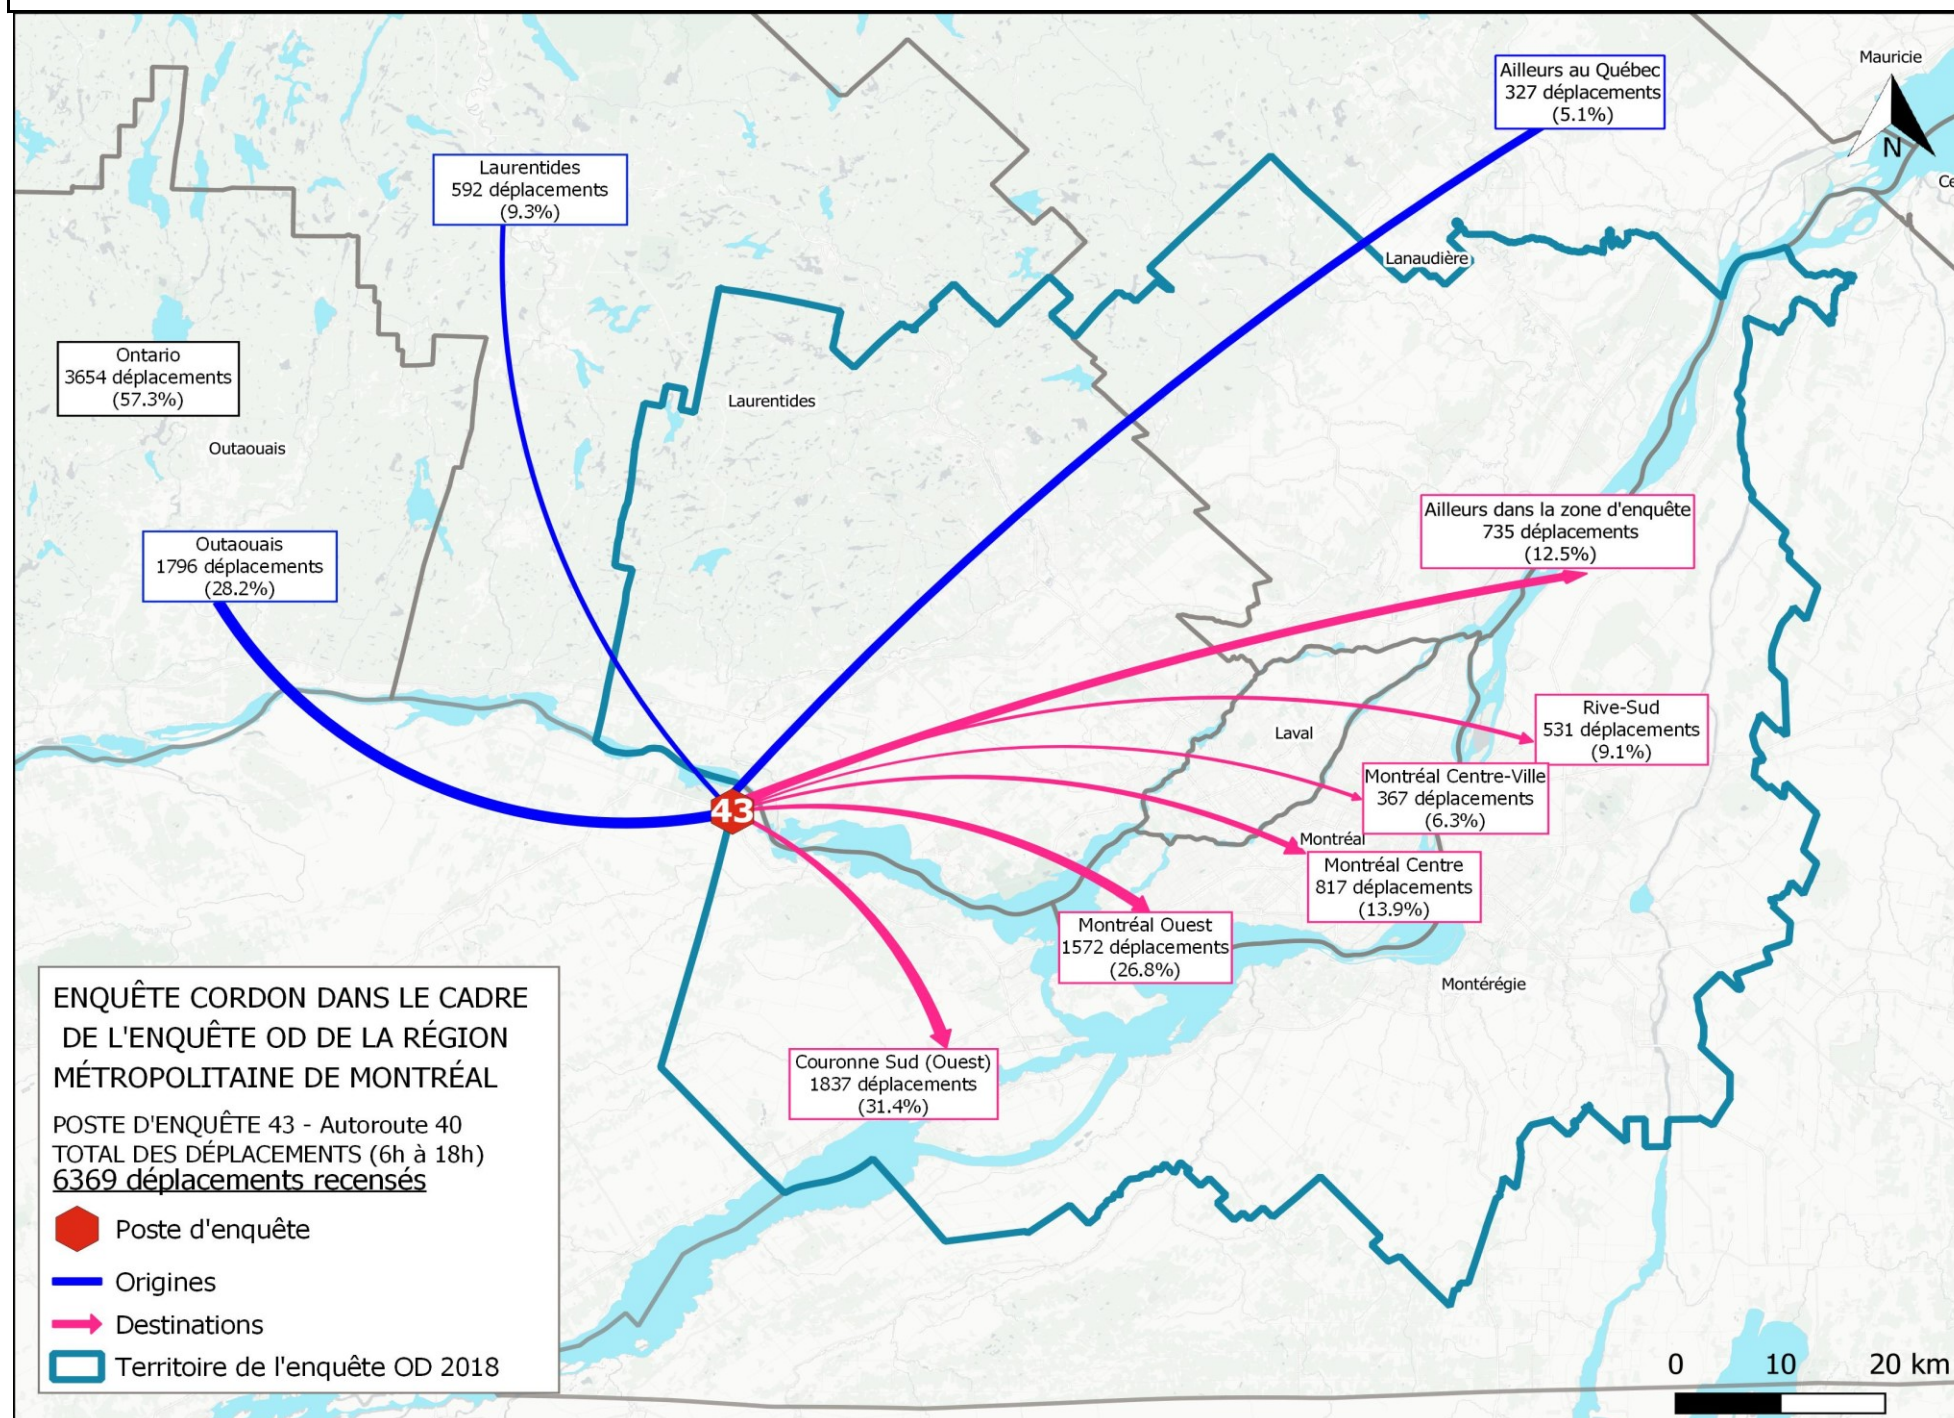 Mauricie
Ailleurs au Québec
327 déplacements
(5.1%)
N
Ce
Laurentides
592 déplacements
(9.3%)
Lanaudière
Ontario
3654 déplacements
(57.3%)
Laurentides
Outaouais
Ailleurs dans la zone d'enquête
735 déplacements
(12.5%)
Outaouais
1796 déplacements
(28.2%)
Rive-Sud
531 déplacements
(9.1%)
Laval
Montréal Centre-Ville
367 déplacements
(6.3%)
43
Montréal
Montréal Centre
817 déplacements
(13.9%)
Montréal Ouest
1572 déplacements
(26.8%)
Montérégie
Couronne Sud (Ouest)
1837 déplacements
(31.4%)
ENQUÊTE CORDON DANS LE CADRE
DE L'ENQUÊTE OD DE LA RÉGION
MÉTROPOLITAINE DE MONTRÉAL
POSTE D'ENQUÊTE 43 - Autoroute 40
TOTAL DES DÉPLACEMENTS (6h à 18h)
6369 déplacements recensés
Poste d'enquête
Origines
Destinations
Territoire de l'enquête OD 2018
0 10 20 km